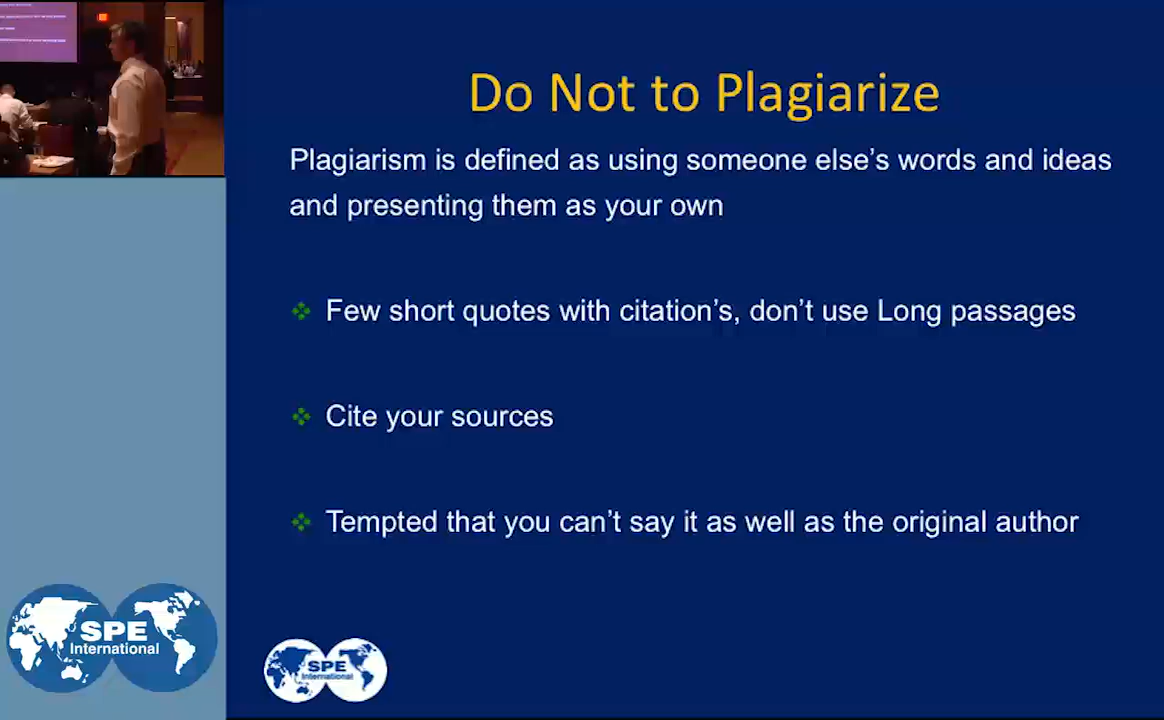 Do Not to Plagiarize
Plagiarism is defined as using someone else’s words and ideas
and presenting them as your own
Few short quotes with citation’s, don’t use Long passages
Cite your sources
Tempted that you can’t say it as well as the original author
SPE
International
SPE
International